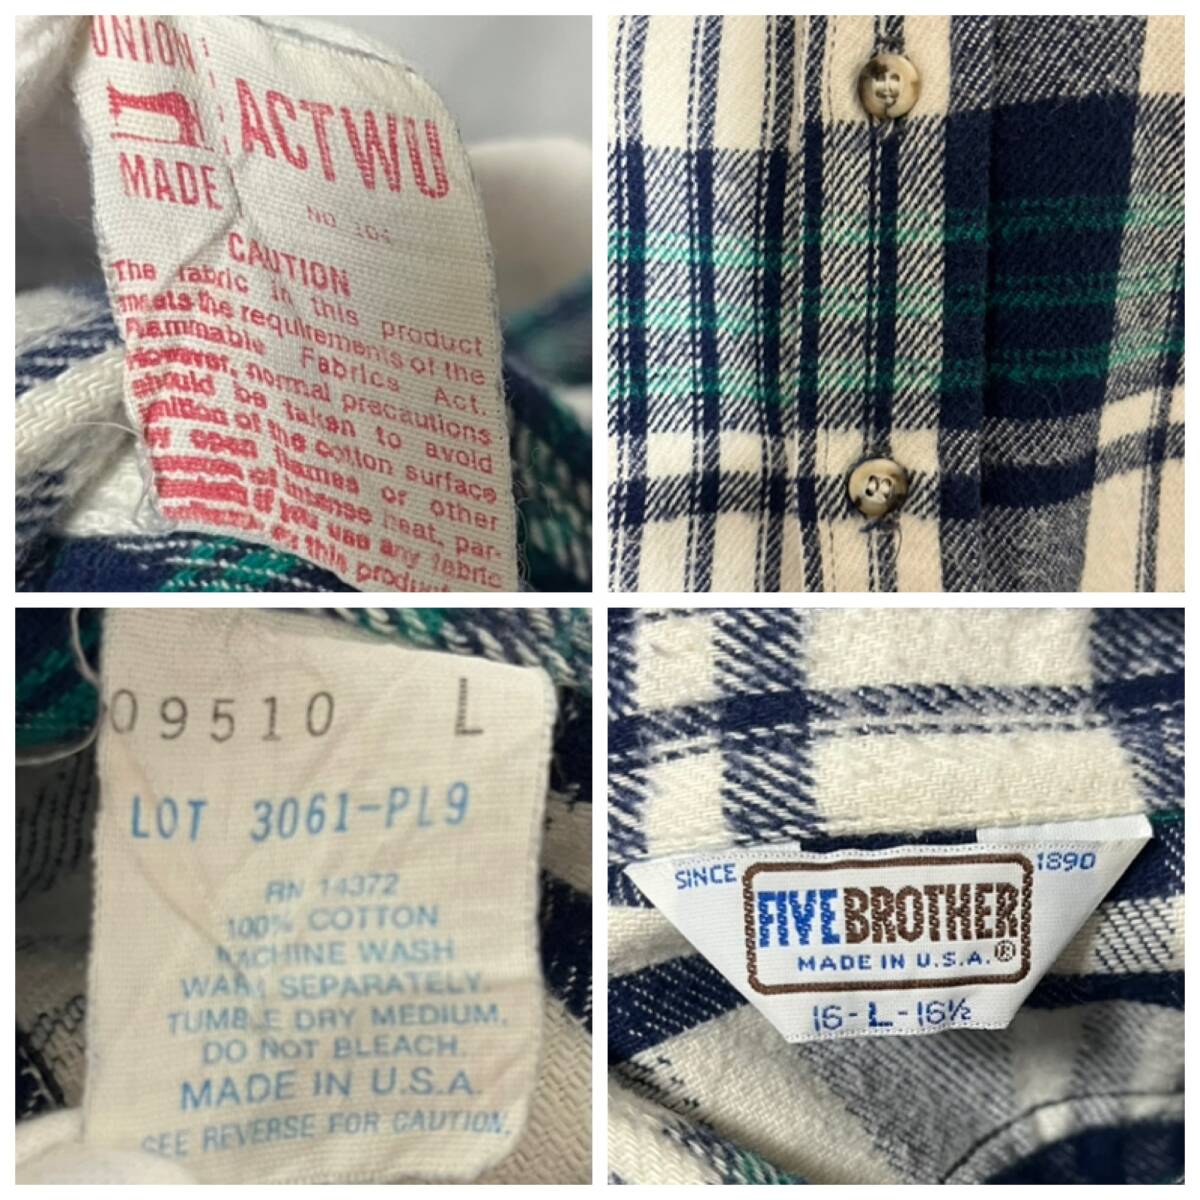 UNION
MADE
ACTWU
NO 104
CAUTION
The fabric in this product
meets the requirements of the
Flammable Fabrics Act.
However, normal precautions
should be taken to avoid
ignition of the cotton surface
by open flames or other
sources of intense heat, par-
if you use any fabric
on this product
09510 L
LOT 3061-PL9
RN 14372
100% COTTON
MACHINE WASH
WARM SEPARATELY.
TUMBLE DRY MEDIUM.
DO NOT BLEACH.
MADE IN U.S.A.
SEE REVERSE FOR CAUTION.
SINCE 1890
FIVE BROTHER
MADE IN U.S.A.®
16-L-16½